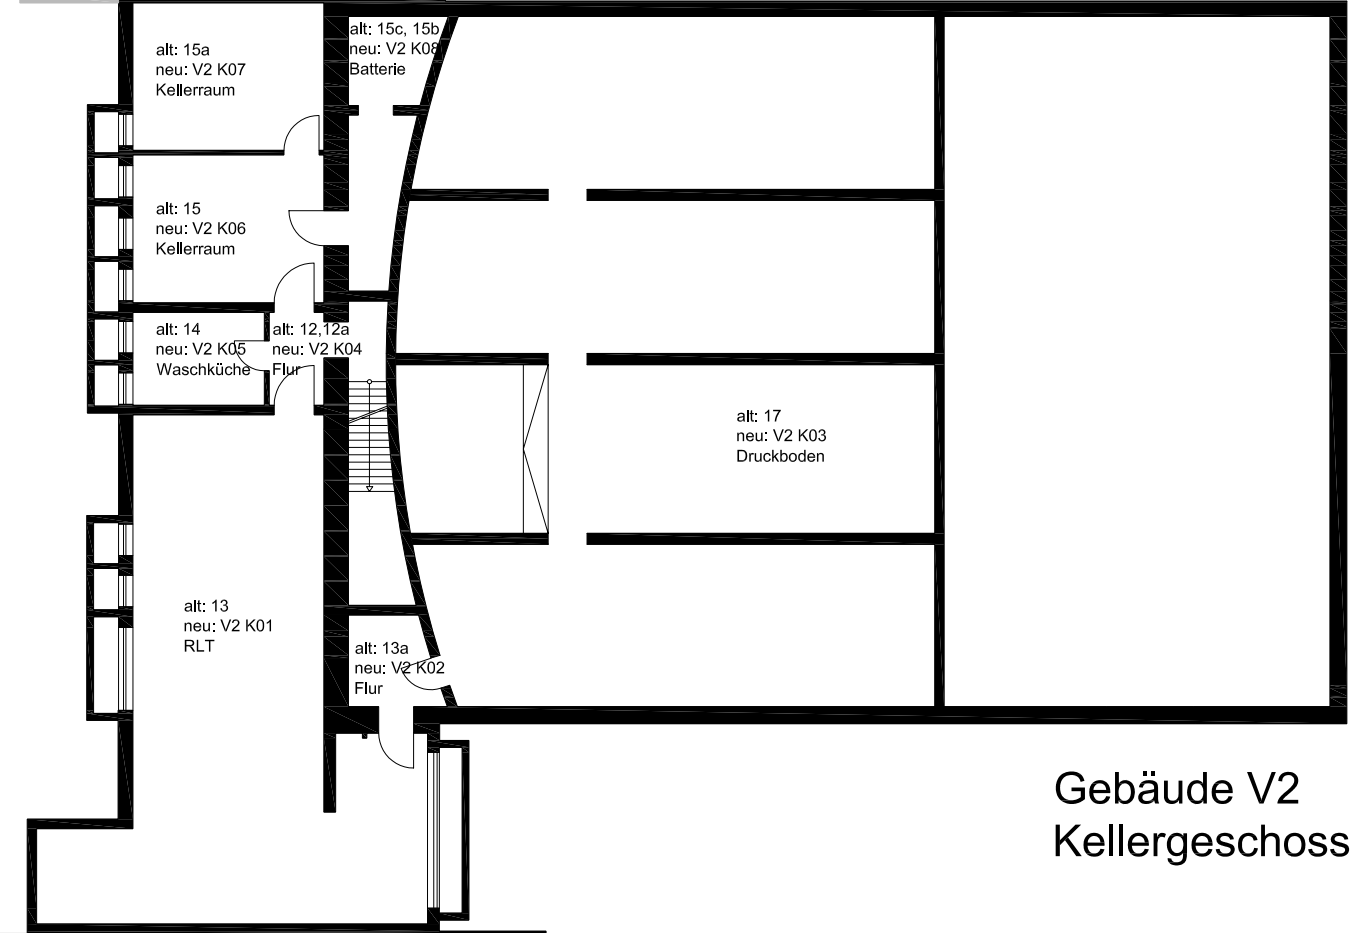 alt: 15a
neu: V2 K07
Kellerraum
alt: 15c, 15b
neu: V2 K08
Batterie
alt: 15
neu: V2 K06
Kellerraum
alt: 14
neu: V2 K05
Waschküche
alt: 12,12a
neu: V2 K04
Flur
alt: 17
neu: V2 K03
Druckboden
alt: 13
neu: V2 K01
RLT
alt: 13a
neu: V2 K02
Flur
Gebäude V2
Kellergeschoss